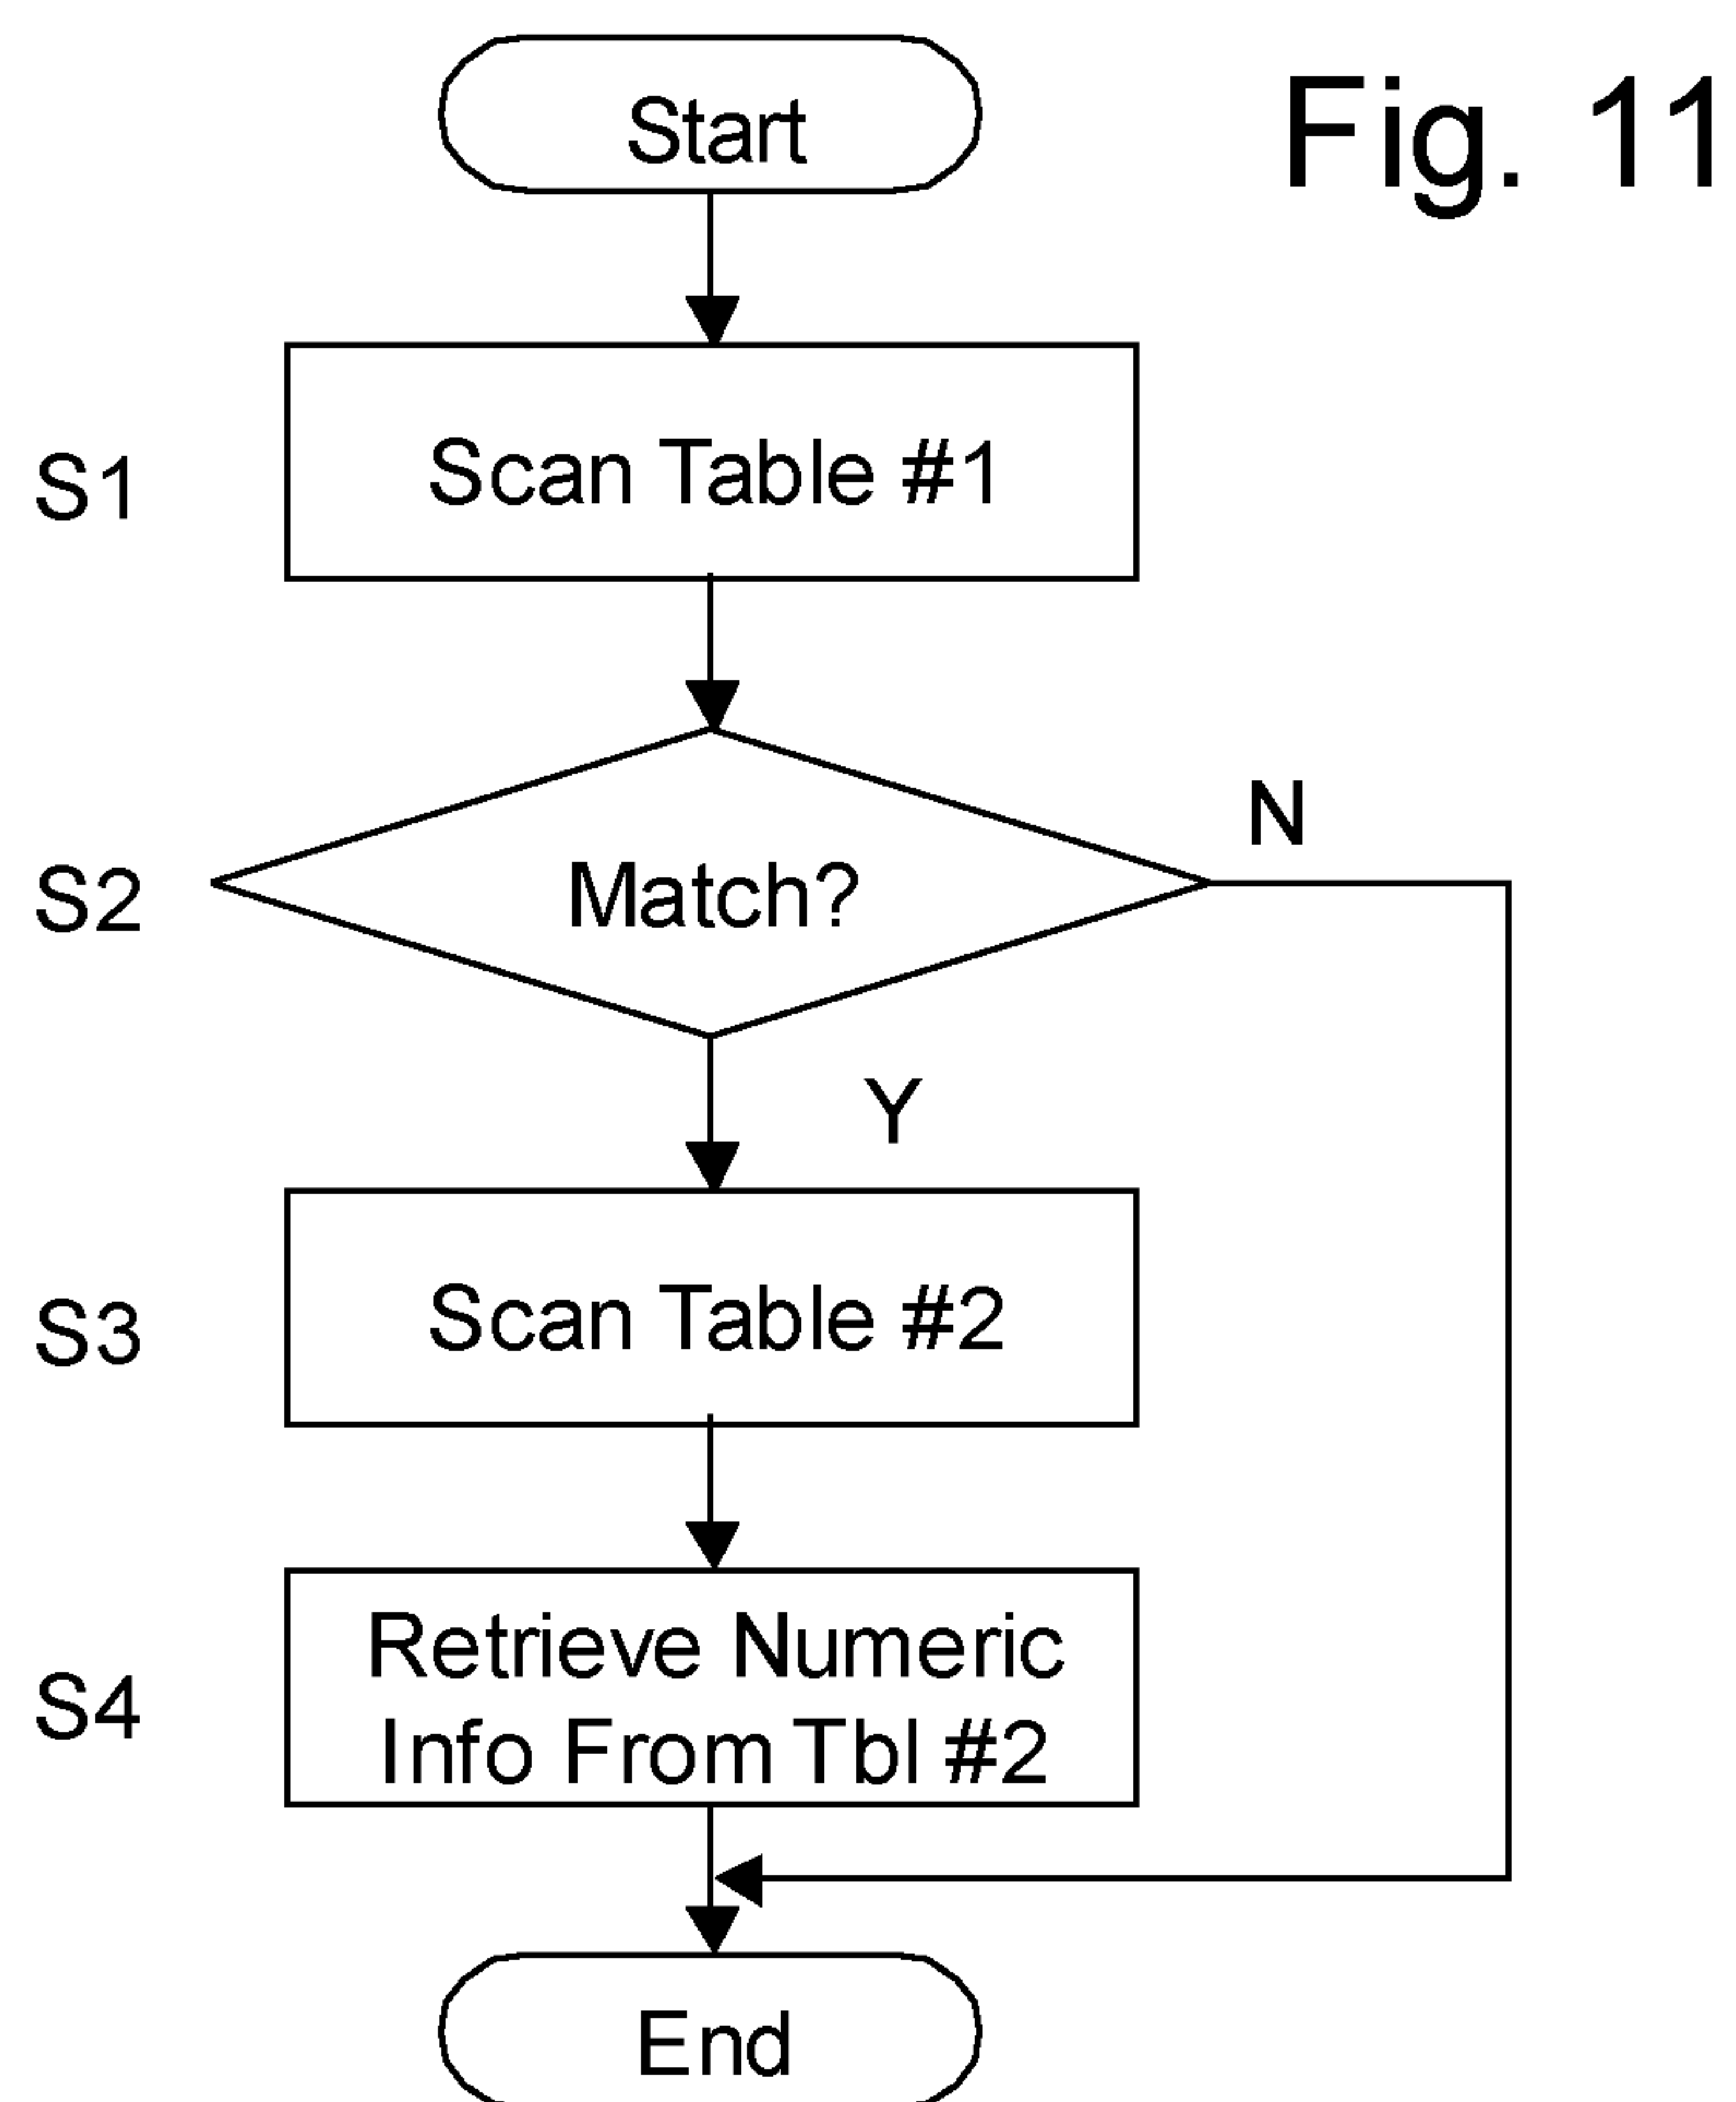 Start
Fig. 11
S1
Scan Table #1
N
S2
Match?
Y
S3
Scan Table #2
S4
Retrieve Numeric
Info From Tbl #2
End